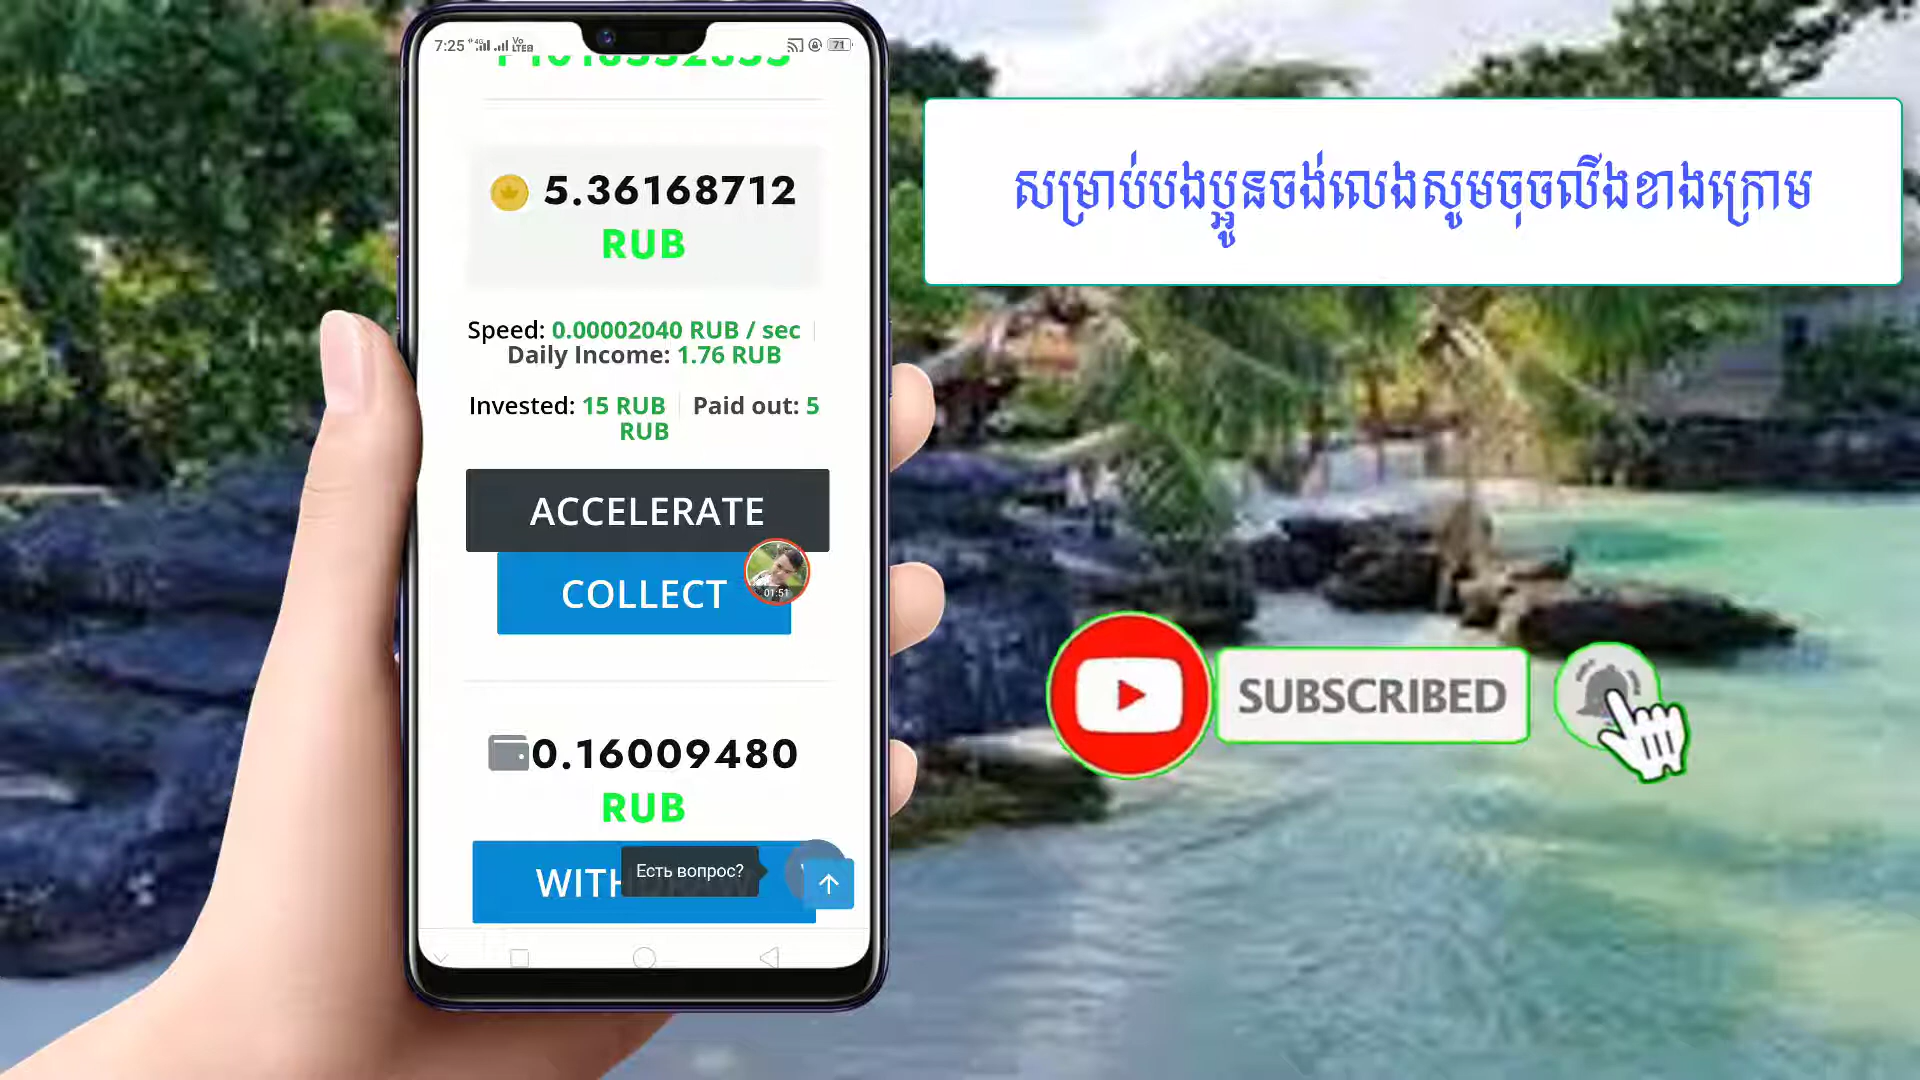 7:25
71
5.36168712
RUB
Speed: 0.00002040 RUB / sec
Daily Income: 1.76 RUB
Invested: 15 RUB Paid out: 5
RUB
ACCELERATE
COLLECT
01:51
0.16009480
RUB
Есть вопрос?
សម្រាប់បងប្អូនចង់លេងសូមចុចលីងខាងក្រោម
SUBSCRIBED